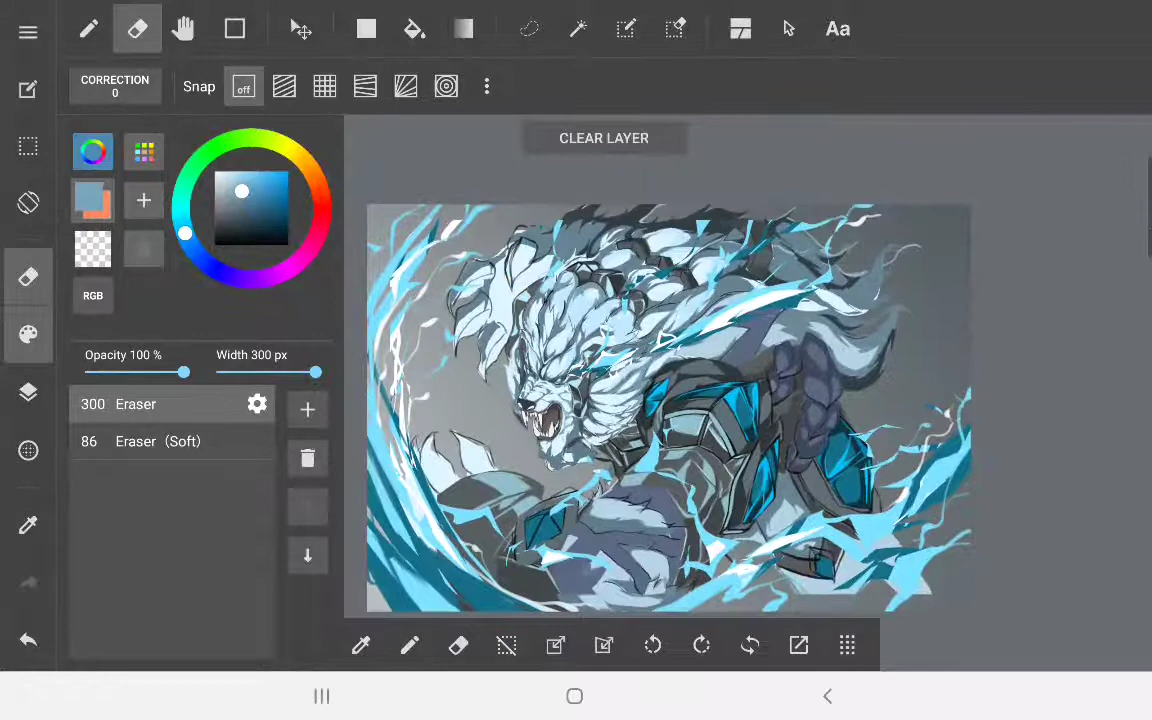 Aa
CORRECTION
0
Snap
off
CLEAR LAYER
RGB
Opacity 100 %
Width 300 px
300 Eraser
86 Eraser (Soft)